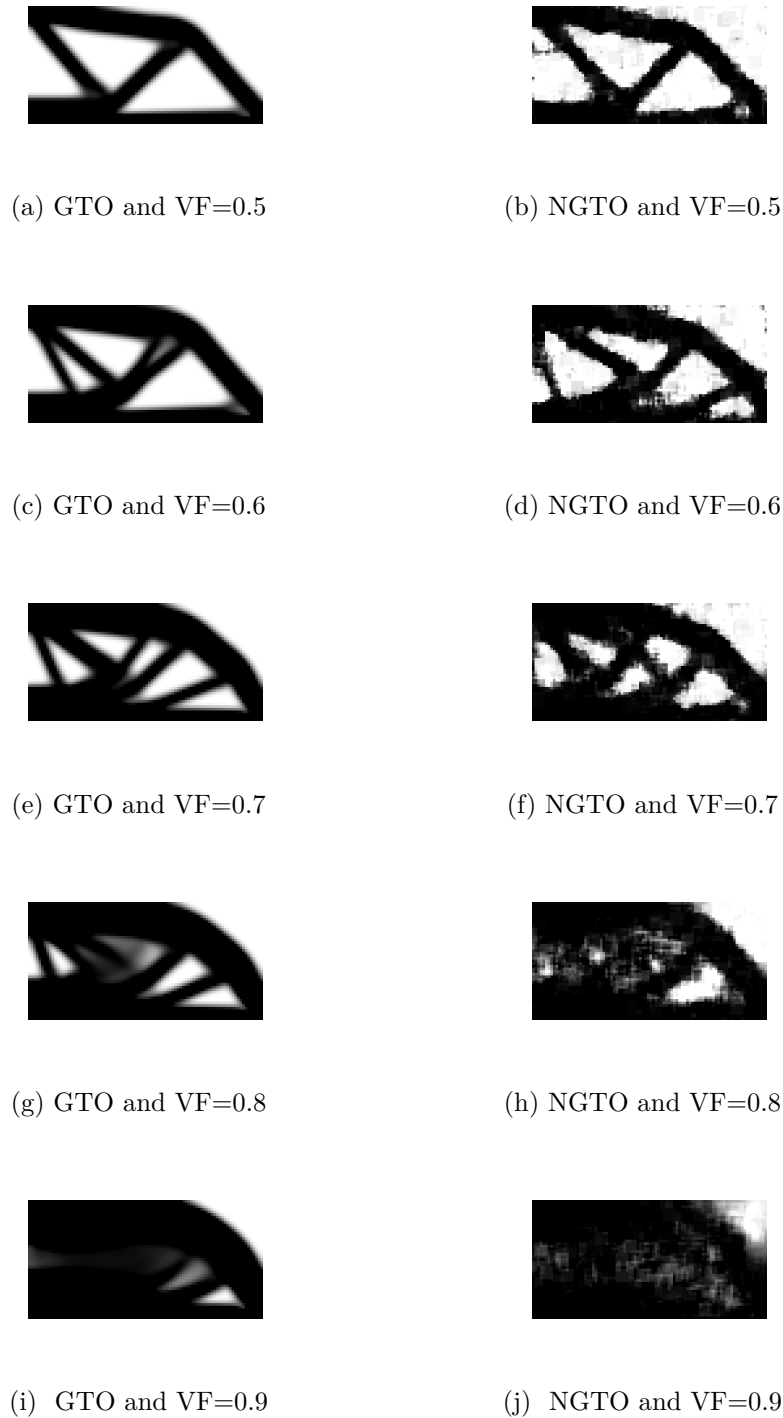 (a) GTO and VF=0.5
(b) NGTO and VF=0.5
(c) GTO and VF=0.6
(d) NGTO and VF=0.6
(e) GTO and VF=0.7
(f) NGTO and VF=0.7
(g) GTO and VF=0.8
(h) NGTO and VF=0.8
(i) GTO and VF=0.9
(j) NGTO and VF=0.9